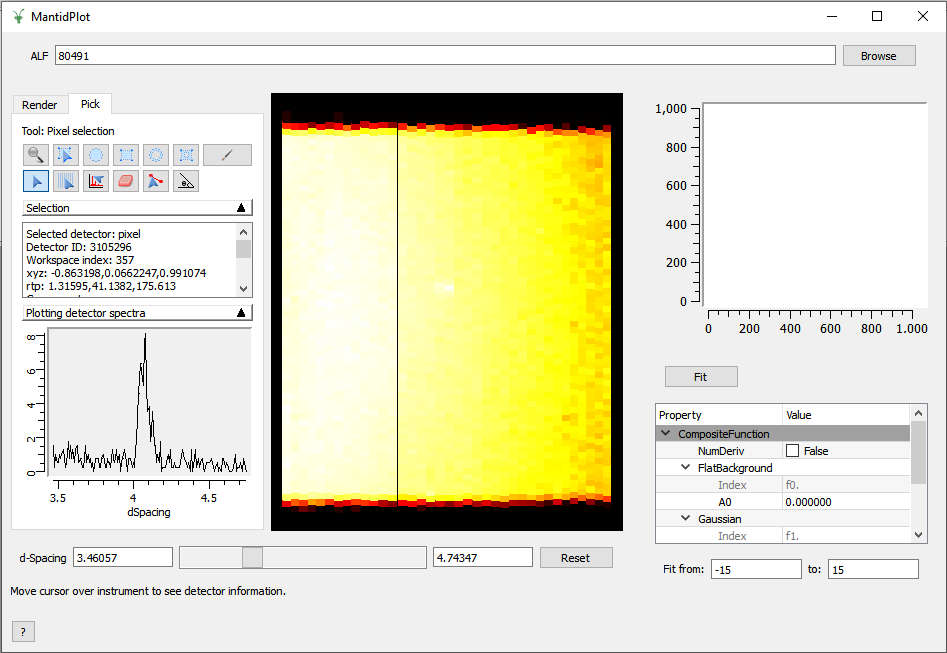 MantidPlot
ALF 80491 Browse
Render Pick
Tool: Pixel selection
Selection
Selected detector: pixel
Detector ID: 3105296
Workspace index: 357
xyz: -0.863198,0.0662247,0.991074
rtp: 1.31595,41.1382,175.613
Plotting detector spectra
8
6
4
2
0
3.5 4 4.5
dSpacing
1,000
800
600
400
200
0
0 200 400 600 800 1.000
Fit
Property Value
CompositeFunction
NumDeriv False
FlatBackground
Index f0.
A0 0.000000
Gaussian
Index f1.
d-Spacing 3.46057 4.74347 Reset
Fit from: -15 to: 15
Move cursor over instrument to see detector information.
?